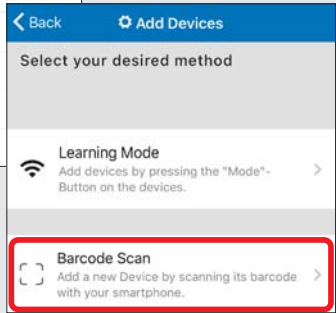 Back Add Devices
Select your desired method
Learning Mode
Add devices by pressing the "Mode"-
Button on the devices.
Barcode Scan
Add a new Device by scanning its barcode
with your smartphone.